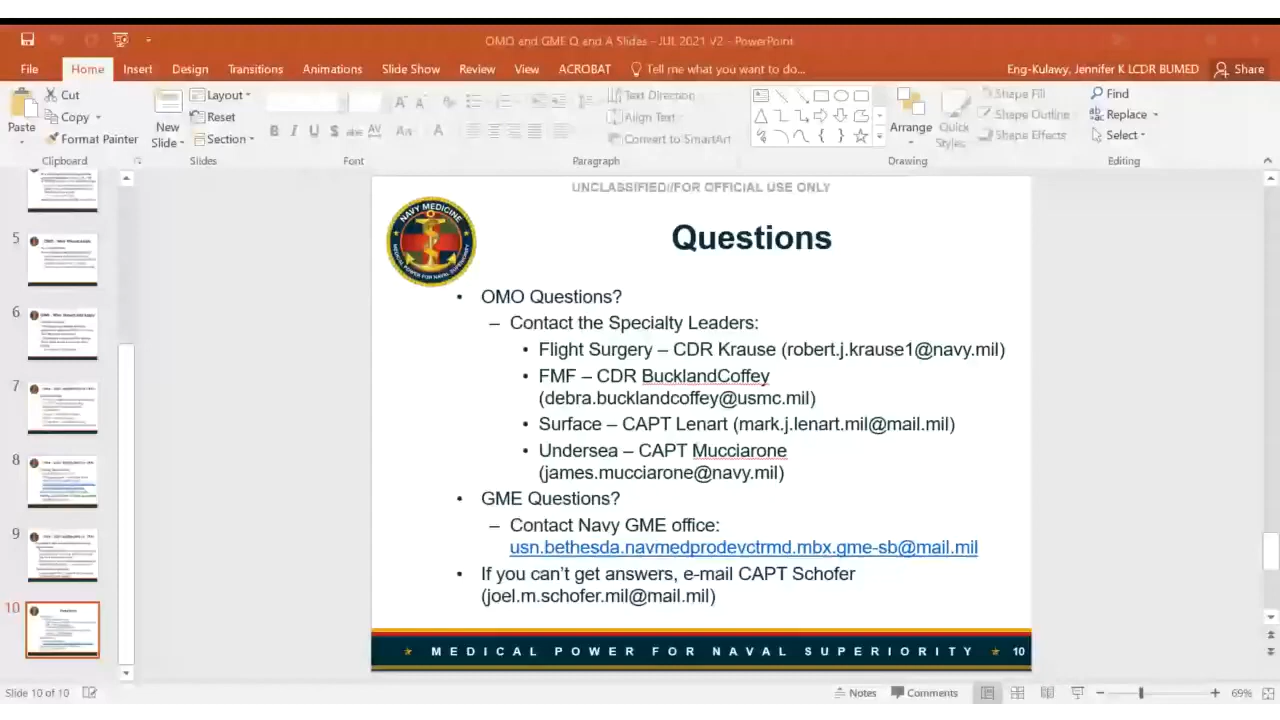 OMO and GME Q and A Slides - JUL 2021 V2 - PowerPoint
File Home Insert Design Transitions Animations Slide Show Review View ACROBAT Tell me what you want to do... Eng-Kulawy, Jennifer K LCDR BUMED Share
Paste
Cut
Copy
Format Painter
Clipboard
New
Slide
Layout
Reset
Section
Slides
B I U S abc AV Aa A
Font
Text Direction
Align Text
Convert to SmartArt
Paragraph
Arrange
Quick
Styles
Shape Fill
Shape Outline
Shape Effects
Drawing
Find
Replace
Select
Editing
5
6
7
8
9
10
UNCLASSIFIED//FOR OFFICIAL USE ONLY
NAVY MEDICINE
MEDICAL POWER FOR NAVAL SUPERIORITY
Questions
• OMO Questions?
– Contact the Specialty Leaders:
• Flight Surgery – CDR Krause (robert.j.krause1@navy.mil)
• FMF – CDR BucklandCoffey
(debra.bucklandcoffey@usmc.mil)
• Surface – CAPT Lenart (mark.j.lenart.mil@mail.mil)
• Undersea – CAPT Mucciarone
(james.mucciarone@navy.mil)
• GME Questions?
– Contact Navy GME office:
usn.bethesda.navmedprodevctrmd.mbx.gme-sb@mail.mil
• If you can't get answers, e-mail CAPT Schofer
(joel.m.schofer.mil@mail.mil)
MEDICAL POWER FOR NAVAL SUPERIORITY 10
Slide 10 of 10 Notes Comments 69%